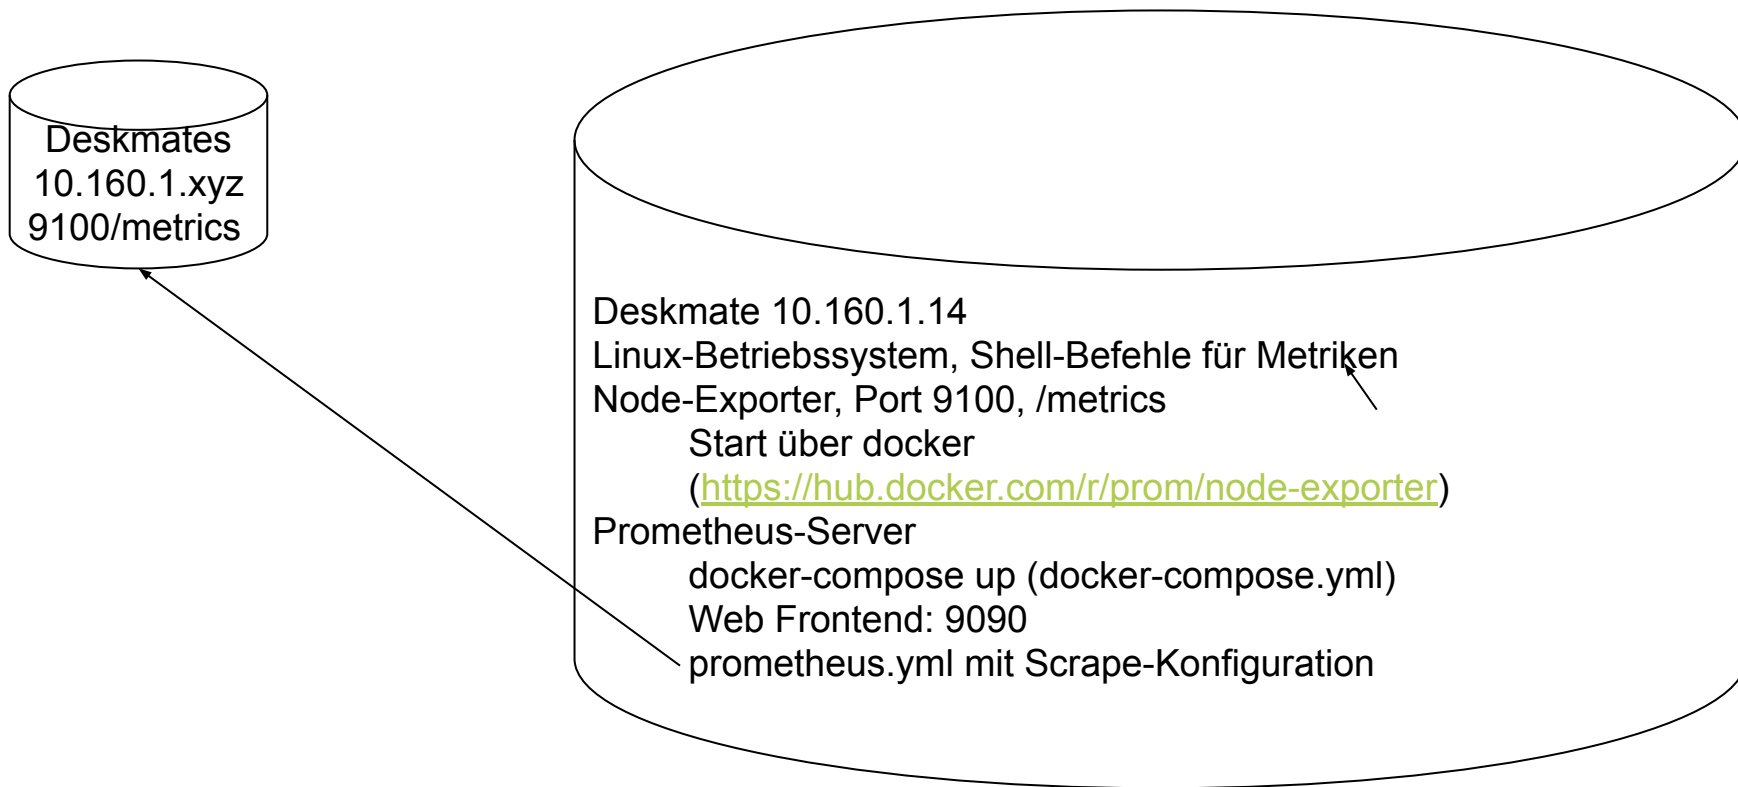 Deskmates
10.160.1.xyz
9100/metrics
Deskmate 10.160.1.14
Linux-Betriebssystem, Shell-Befehle für Metriken
Node-Exporter, Port 9100, /metrics
Start über docker
(https://hub.docker.com/r/prom/node-exporter)
Prometheus-Server
docker-compose up (docker-compose.yml)
Web Frontend: 9090
prometheus.yml mit Scrape-Konfiguration